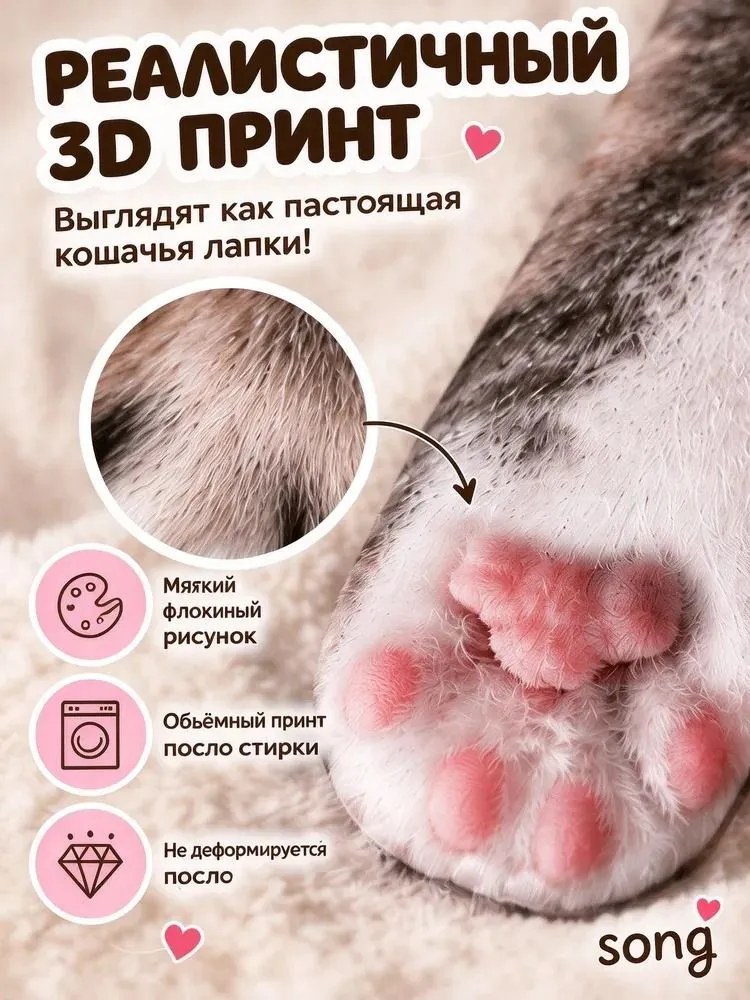 РЕАЛИСТИЧНЫЙ
3D ПРИНТ
Выглядят как пастоящая
кошачья лапки!
Мягкий
флокиный
рисунок
Обьёмный принт
посло стирки
Не деформируется
посло
song